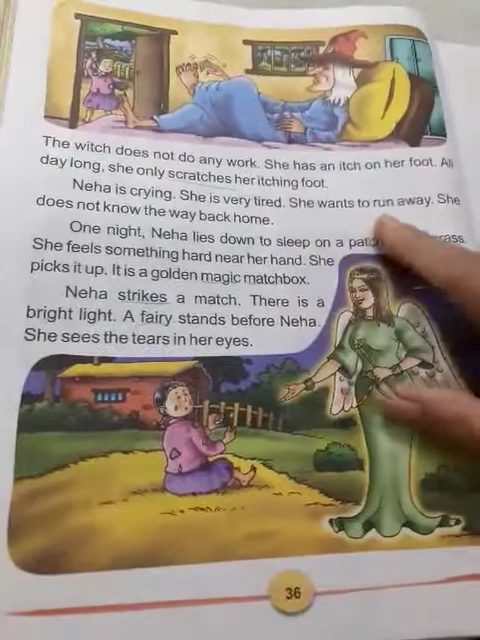 The witch does not do any work. She has an itch on her foot. All
day long, she only scratches her itching foot.
Neha is crying. She is very tired. She wants to run away. She
does not know the way back home.
One night, Neha lies down to sleep on a
She feels something hard near her hand. She
picks it up. It is a golden magic matchbox.
Neha strikes a match. There is a
bright light. A fairy stands before Neha.
She sees the tears in her eyes.
36